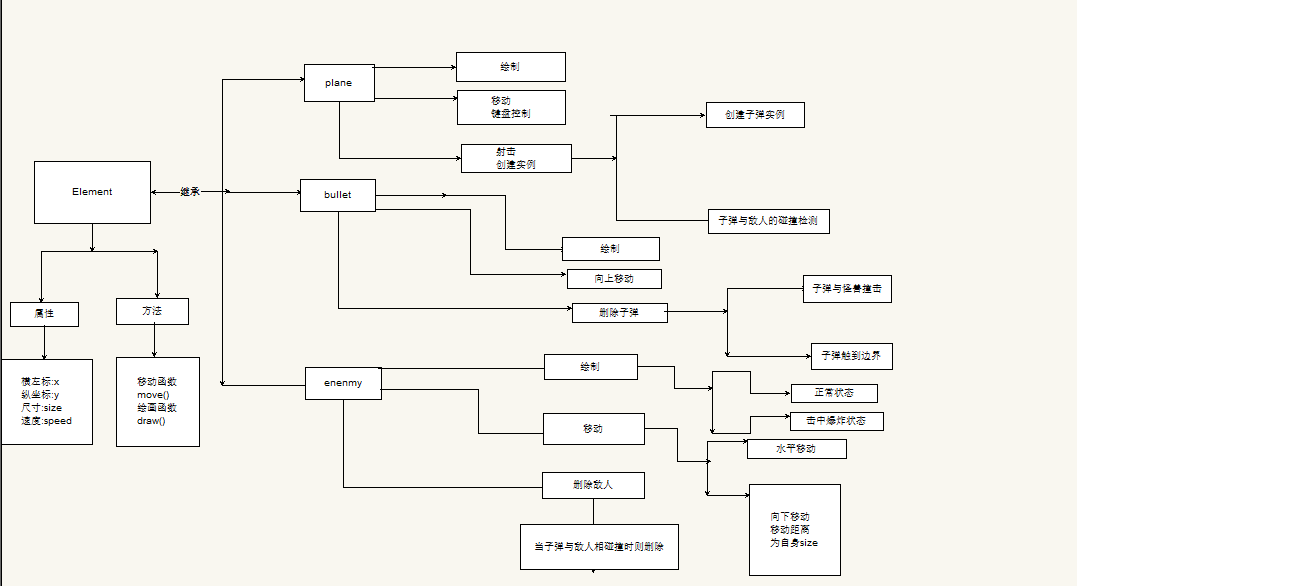 Element
继承
属性
方法
横左标:x
纵坐标:y
尺寸:size
速度:speed
移动函数
move()
绘画函数
draw()
plane
绘制
移动
键盘控制
射击
创建实例
创建子弹实例
子弹与敌人的碰撞检测
bullet
绘制
向上移动
删除子弹
子弹与怪兽撞击
子弹触到边界
enenmy
绘制
正常状态
击中爆炸状态
移动
水平移动
向下移动
移动距离
为自身size
删除敌人
当子弹与敌人相碰撞时则删除